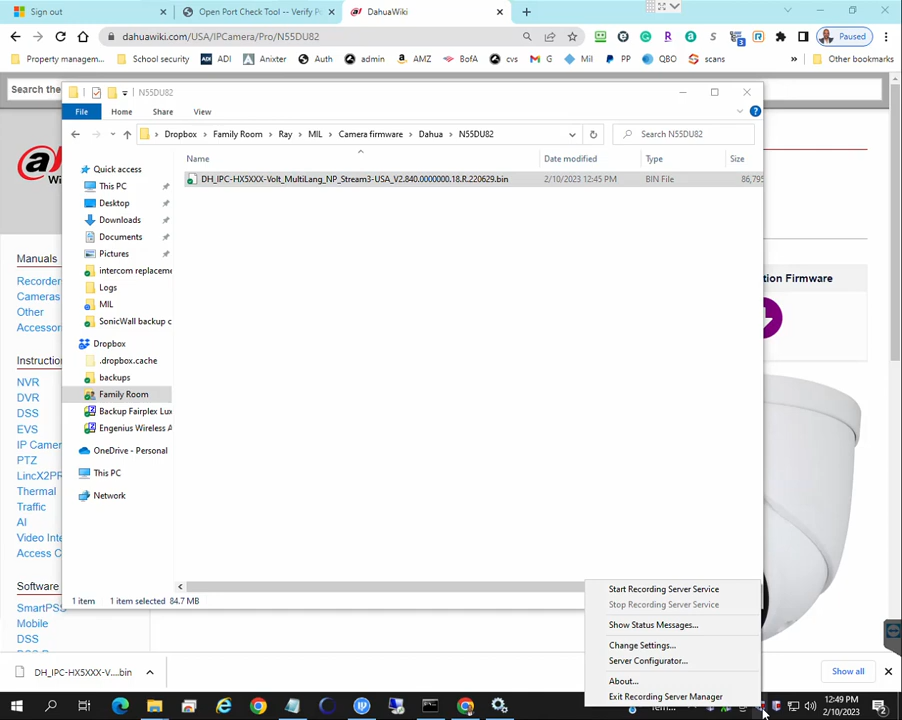 Sign out
Open Port Check Tool -- Verify Po
DahuaWiki
dahuawiki.com/USA/IPCamera/Pro/N55DU82
Paused
Property managem...
School security
ADI
Anixter
Auth
admin
AMZ
BofA
cvs
G
Mil
PP
QBO
scans
Other bookmarks
Search the
N55DU82
File
Home
Share
View
Dropbox
Family Room
Ray
MIL
Camera firmware
Dahua
N55DU82
Search N55DU82
Name
Date modified
Type
Size
DH_IPC-HX5XXX-Volt_MultiLang_NP_Stream3-USA_V2.840.0000000.18.R.220629.bin
2/10/2023 12:45 PM
BIN File
86,795
Quick access
This PC
Desktop
Downloads
Documents
Pictures
intercom replaceme
Logs
MIL
SonicWall backup c
Dropbox
.dropbox.cache
backups
Family Room
Backup Fairplex Lux
Engenius Wireless A
OneDrive - Personal
This PC
Network
1 item
1 item selected 84.7 MB
Manuals
Recorder
Cameras
Other
Accessor
Instructi
NVR
DVR
DSS
EVS
IP Camer
PTZ
LincX2PR
Thermal
Traffic
AI
Video Inte
Access C
Software
SmartPSS
Mobile
DSS
tion Firmware
Start Recording Server Service
Stop Recording Server Service
Show Status Messages...
Change Settings...
Server Configurator...
About...
Exit Recording Server Manager
DH_IPC-HX5XXX-V....bin
Show all
12:49 PM
2/10/2023
2